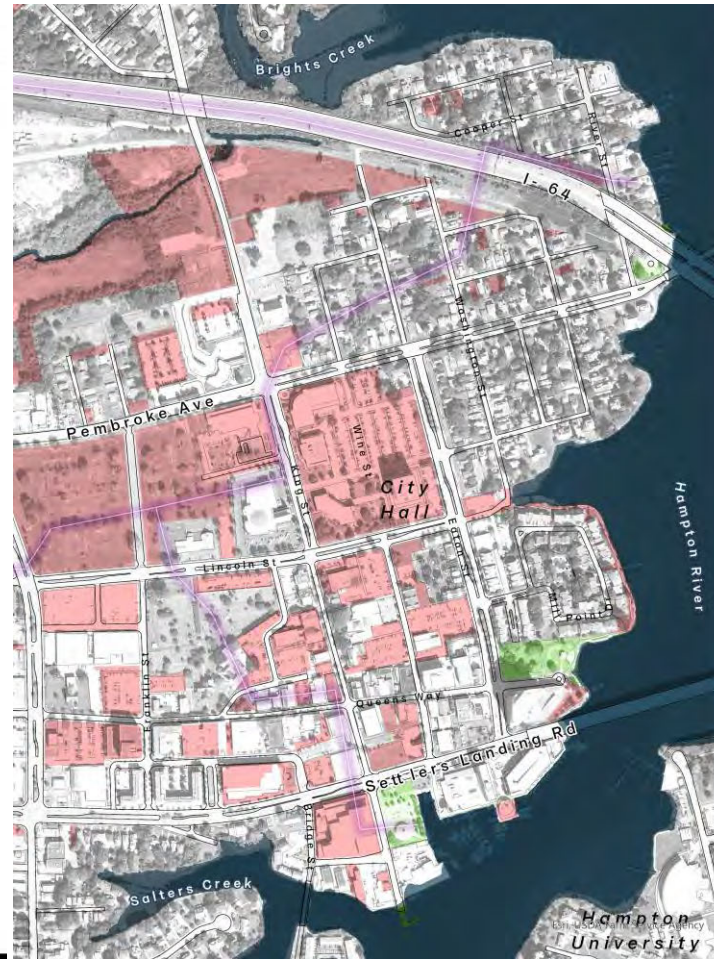 Brights Creek
Cooper St
River St
I-64
Washington St
Pembroke Ave
Wine St
City
Hall
King St
Eaton St
Hampton River
Lincoln St
Franklin St
Queens Way
Settlers Landing Rd
Bridge St
Salters Creek
Hampton
University